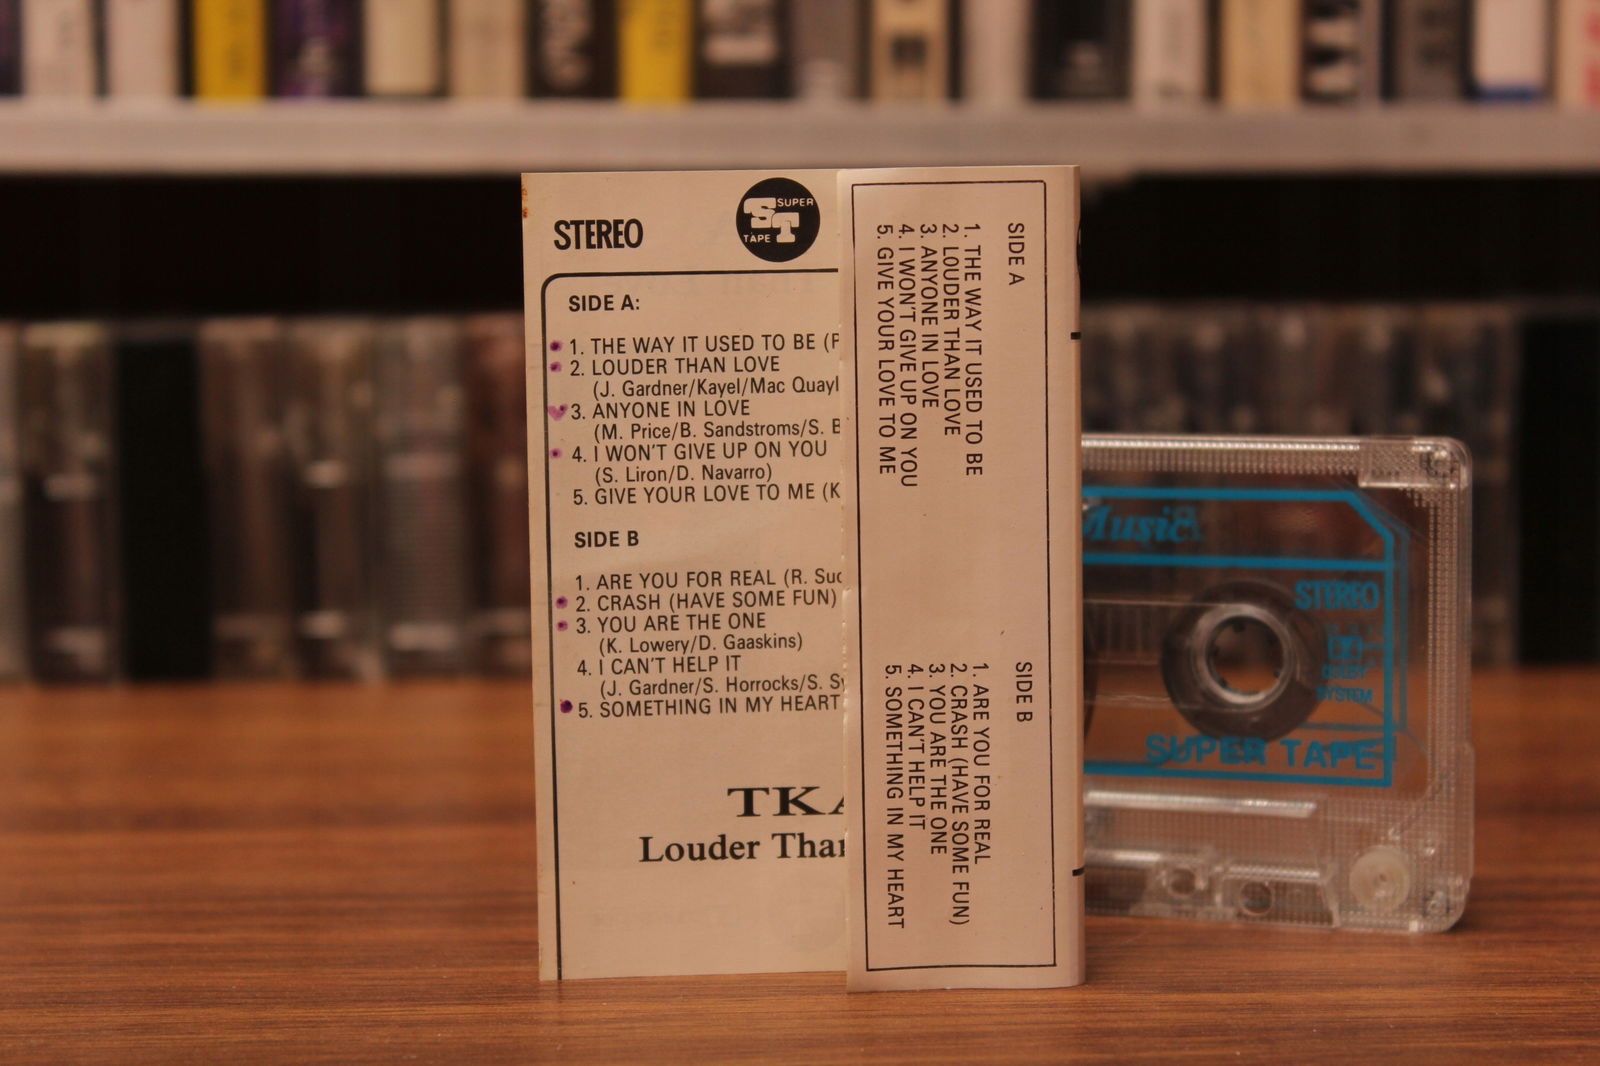 STEREO
SUPER
ST
TAPE
SIDE A:
1. THE WAY IT USED TO BE
2. LOUDER THAN LOVE
(J. Gardner/Kayel/Mac Quayl
3. ANYONE IN LOVE
(M. Price/B. Sandstroms/S. B
4. I WON'T GIVE UP ON YOU
(S. Liron/D. Navarro)
5. GIVE YOUR LOVE TO ME (K
SIDE B
1. ARE YOU FOR REAL (R. Suc
2. CRASH (HAVE SOME FUN)
3. YOU ARE THE ONE
(K. Lowery/D. Gaaskins)
4. I CAN'T HELP IT
(J. Gardner/S. Horrocks/S. Sy
5. SOMETHING IN MY HEART
TKA
Louder Than
SIDE A
1. THE WAY IT USED TO BE
2. LOUDER THAN LOVE
3. ANYONE IN LOVE
4. I WON'T GIVE UP ON YOU
5. GIVE YOUR LOVE TO ME
SIDE B
1. ARE YOU FOR REAL
2. CRASH (HAVE SOME FUN)
3. YOU ARE THE ONE
4. I CAN'T HELP IT
5. SOMETHING IN MY HEART
Music
STEREO
DOLBY
SYSTEM
SUPER TAPE